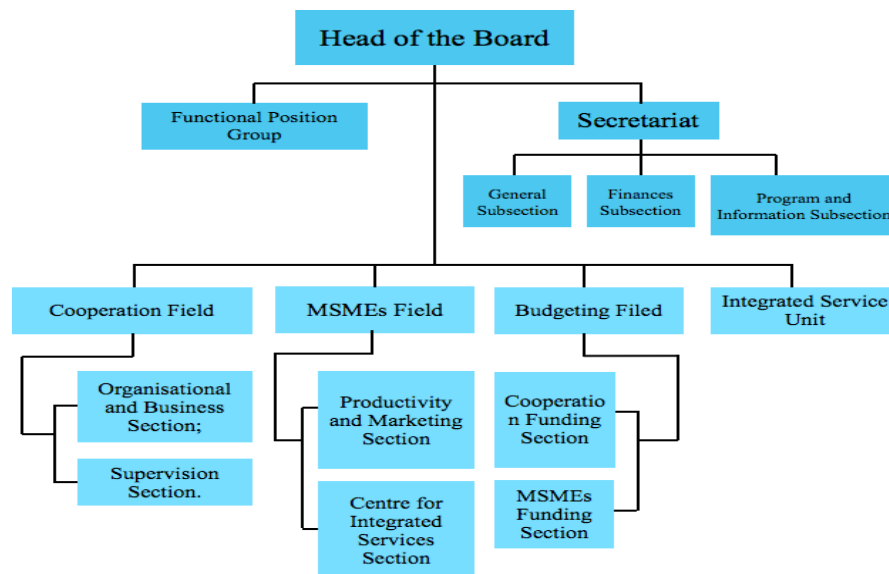 Head of the Board
Functional Position
Group
Secretariat
General
Subsection
Finances
Subsection
Program and
Information Subsection
Cooperation Field
MSMEs Field
Budgeting Filed
Integrated Service
Unit
Organisational
and Business
Section;
Supervision
Section.
Productivity
and Marketing
Section
Centre for
Integrated
Services
Section
Cooperatio
n Funding
Section
MSMEs
Funding
Section